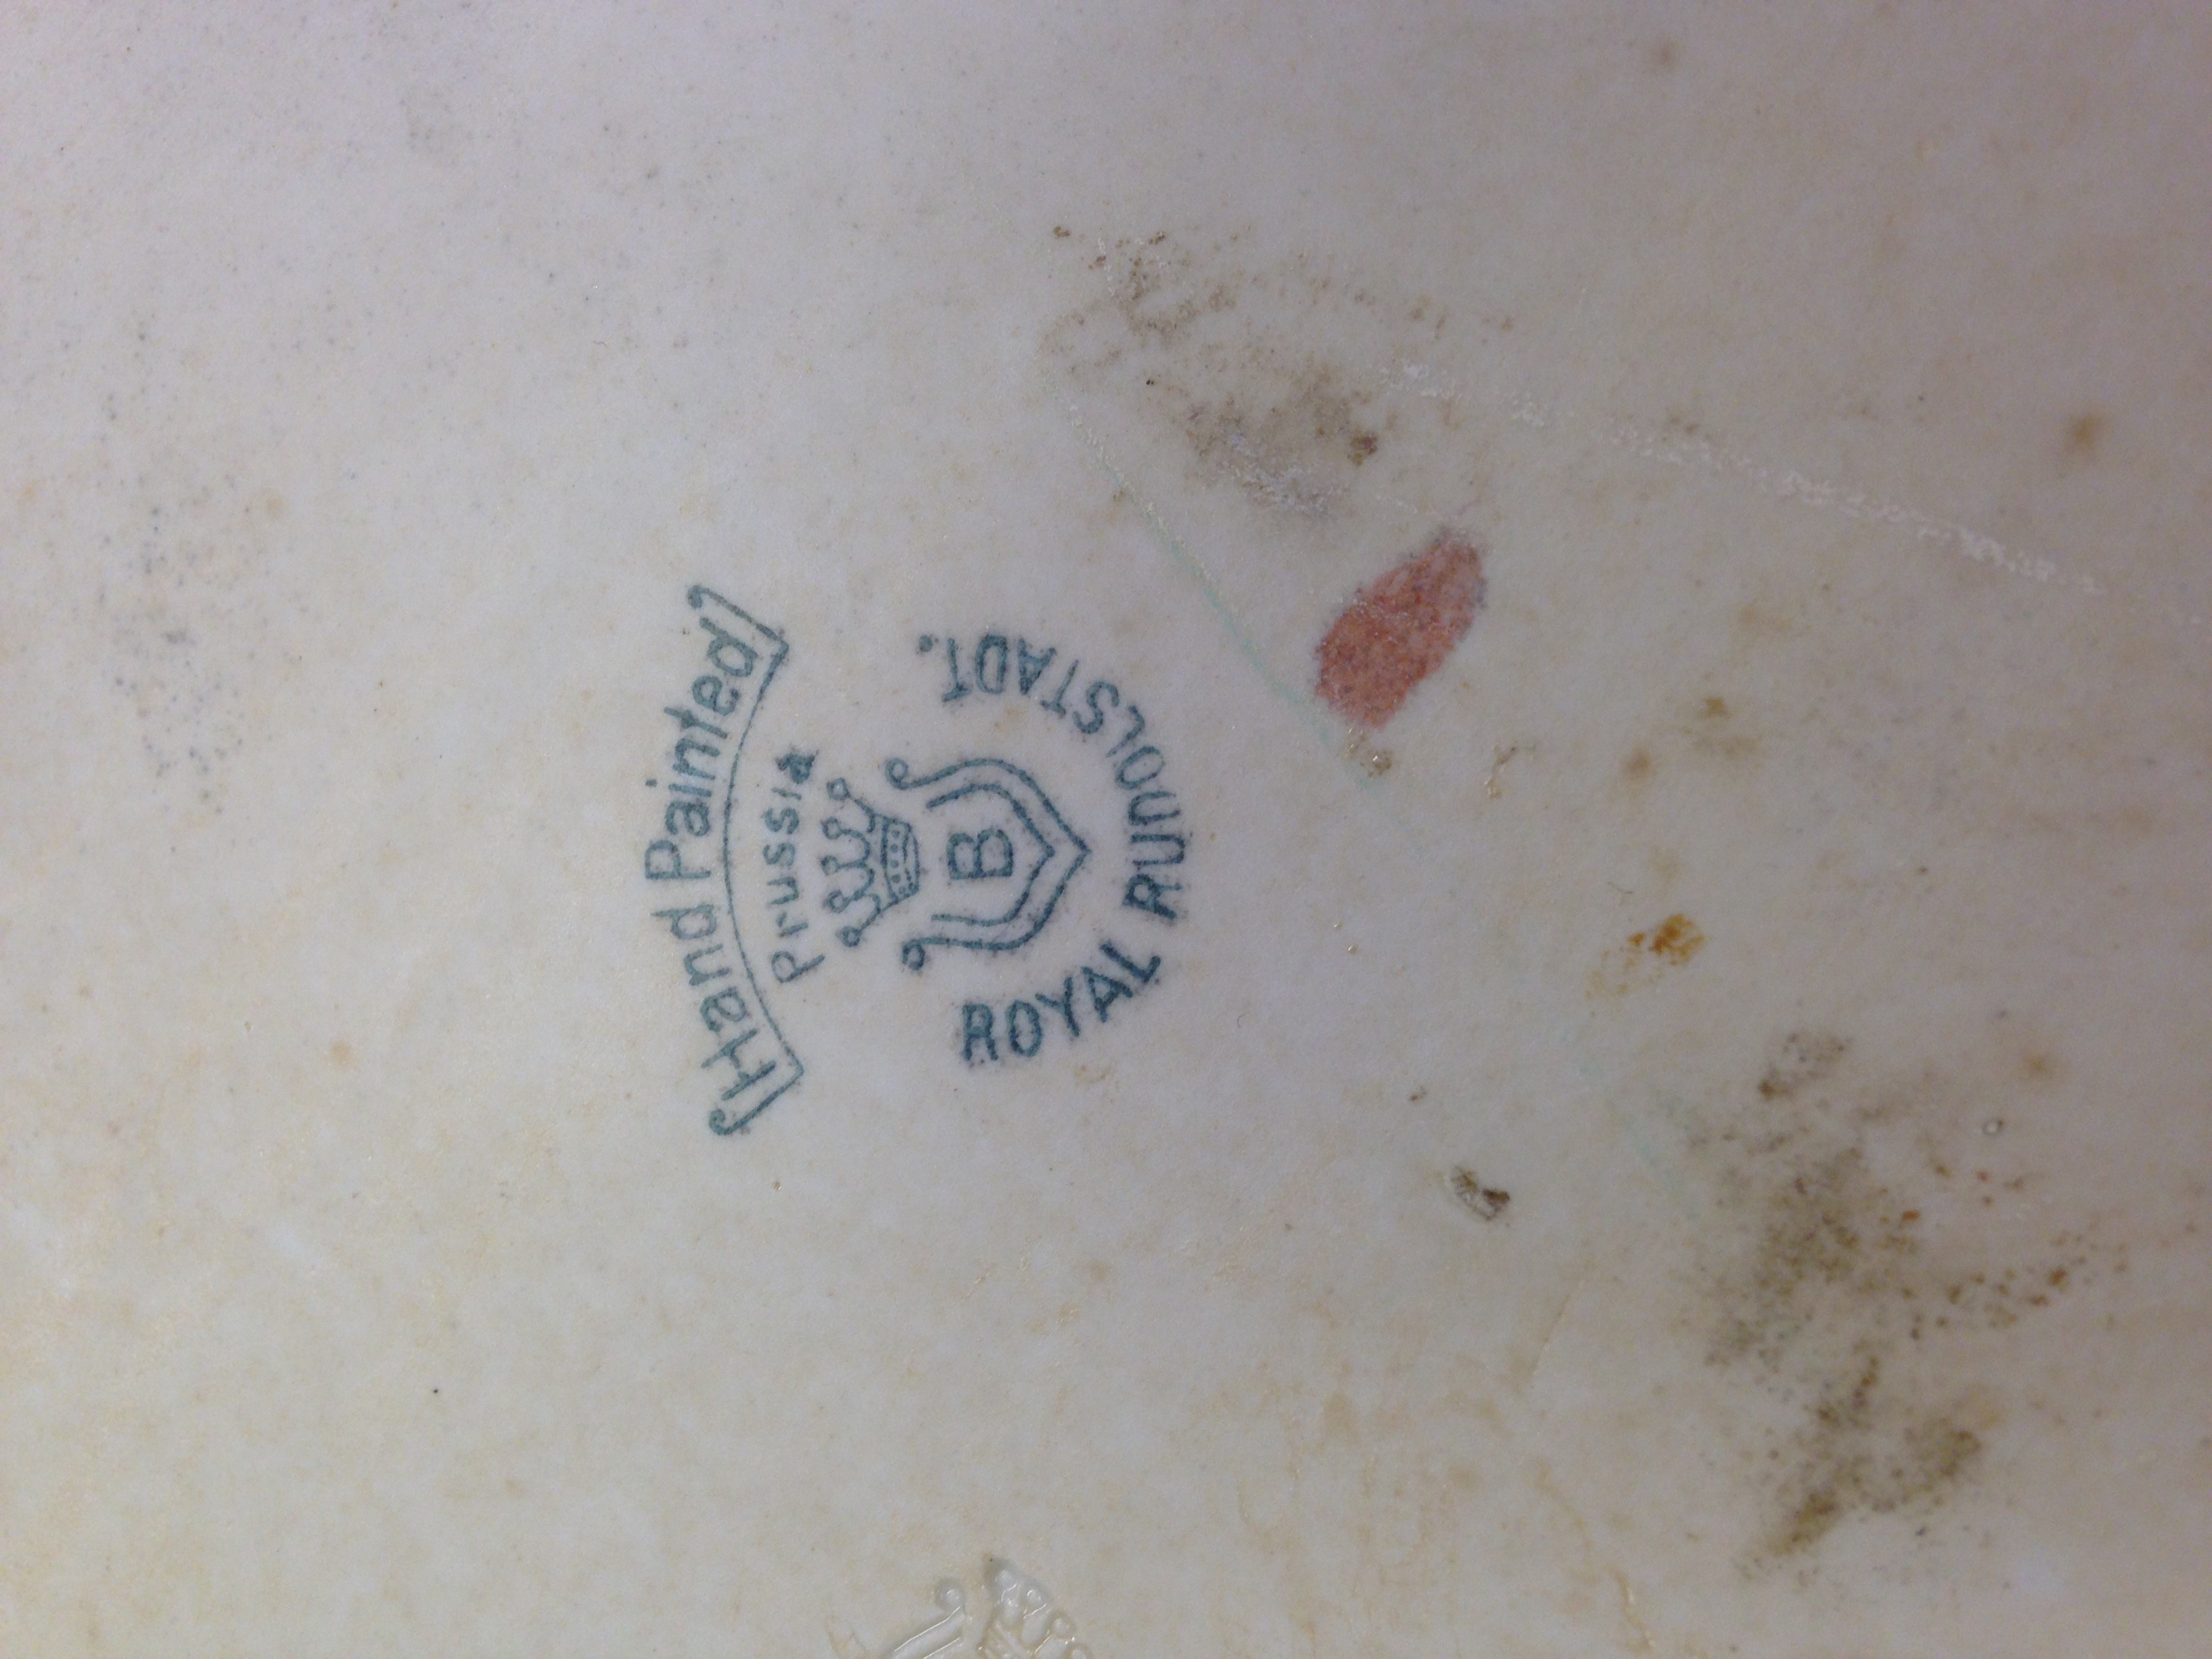 Hand Painted
Prussia
B
ROYAL RUDOLSTADT.